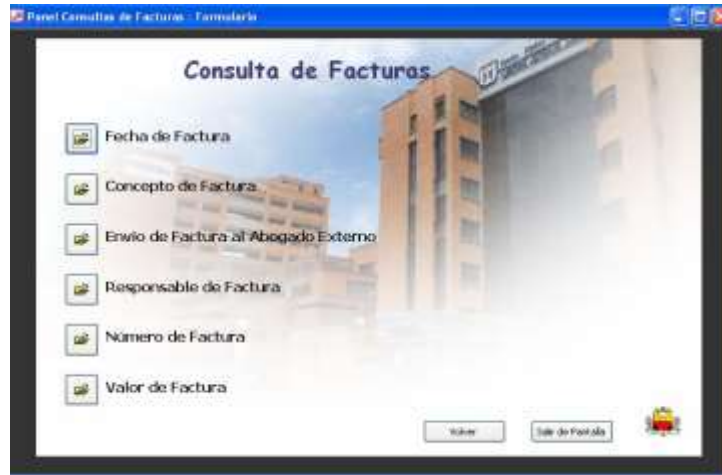 Panel Consultas de Facturas : Formulario
Consulta de Facturas
Fecha de Factura
Concepto de Factura
Envio de Factura al Abogado Externo
Responsable de Factura
Número de Factura
Valor de Factura
Volver
Salir de Pantalla